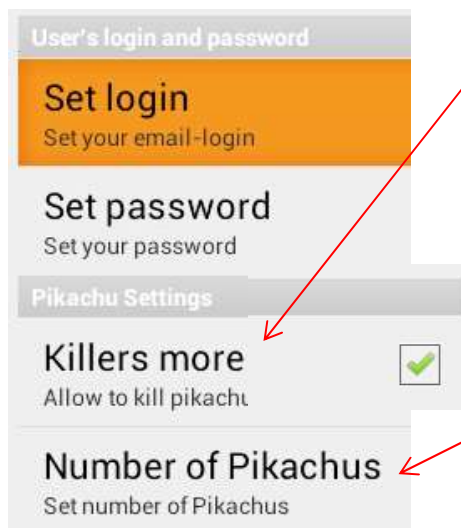 User's login and password
Set login
Set your email-login
Set password
Set your password
Pikachu Settings
Killers more
Allow to kill pikachu
Number of Pikachus
Set number of Pikachus